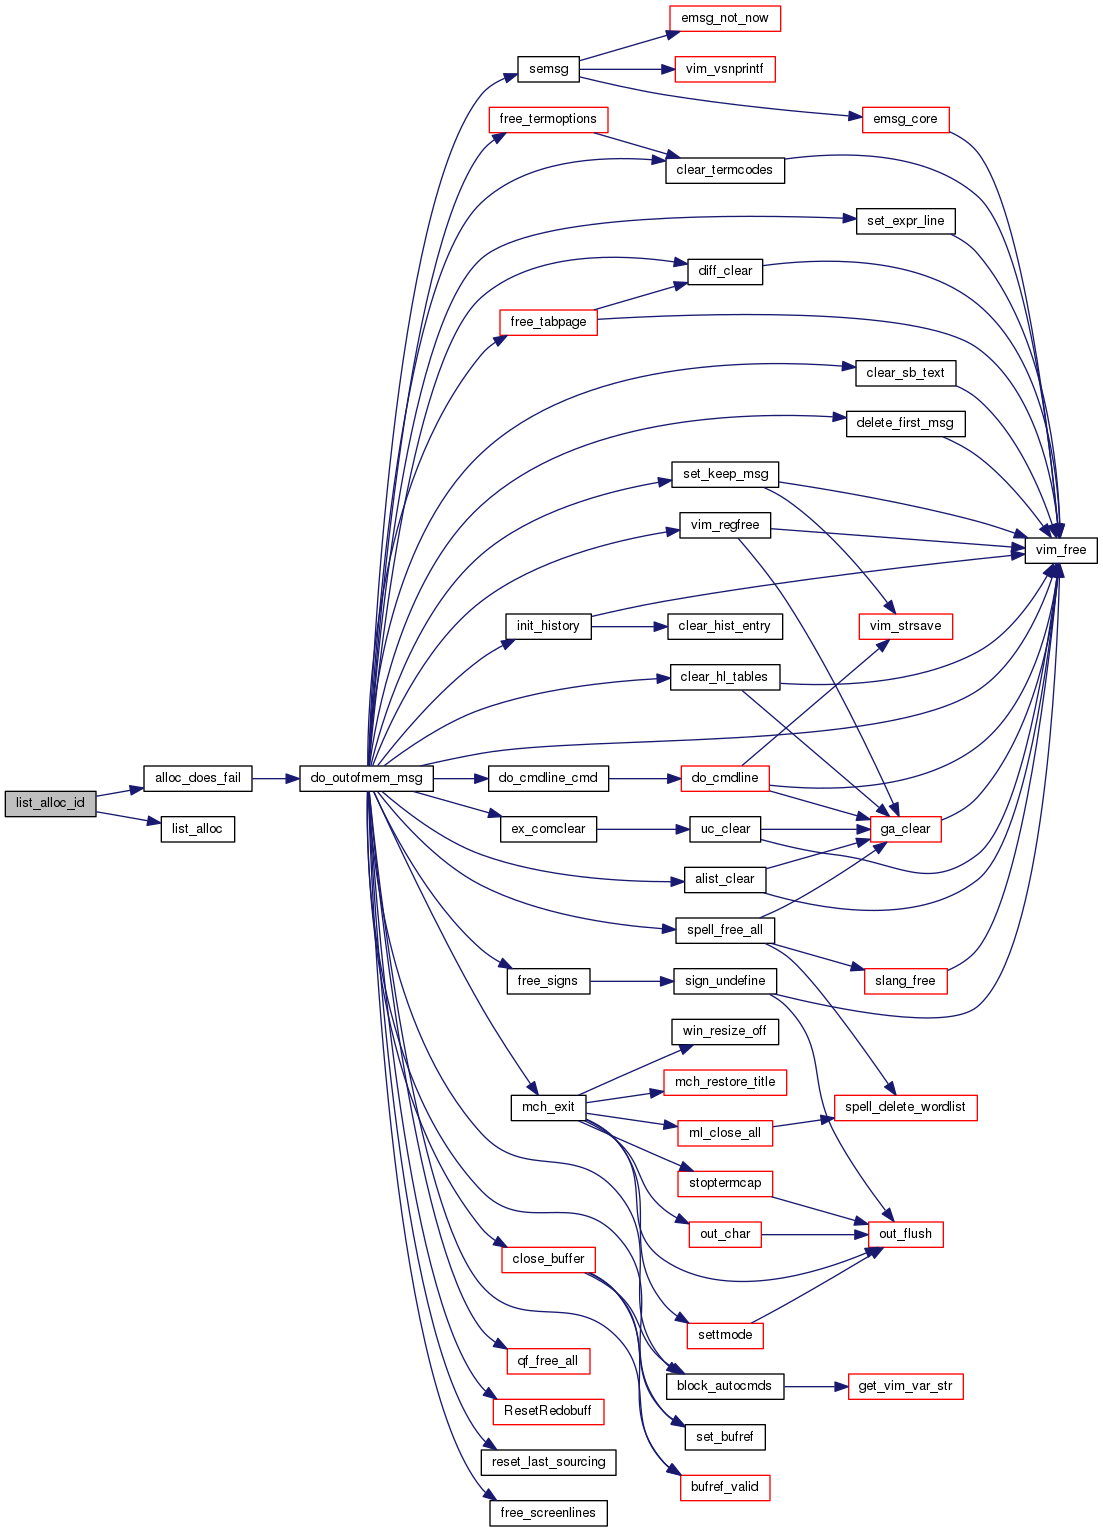 emsg_not_now
semsg
vim_vsnprintf
free_termoptions
emsg_core
clear_termcodes
set_expr_line
diff_clear
free_tabpage
clear_sb_text
delete_first_msg
set_keep_msg
vim_regfree
vim_free
init_history
clear_hist_entry
vim_strsave
clear_hl_tables
list_alloc_id
alloc_does_fail
do_outofmem_msg
do_cmdline_cmd
do_cmdline
list_alloc
ex_comclear
uc_clear
ga_clear
alist_clear
spell_free_all
free_signs
sign_undefine
slang_free
win_resize_off
mch_restore_title
mch_exit
ml_close_all
spell_delete_wordlist
stoptermcap
out_char
out_flush
close_buffer
settmode
qf_free_all
block_autocmds
get_vim_var_str
ResetRedobuff
set_bufref
reset_last_sourcing
bufref_valid
free_screenlines